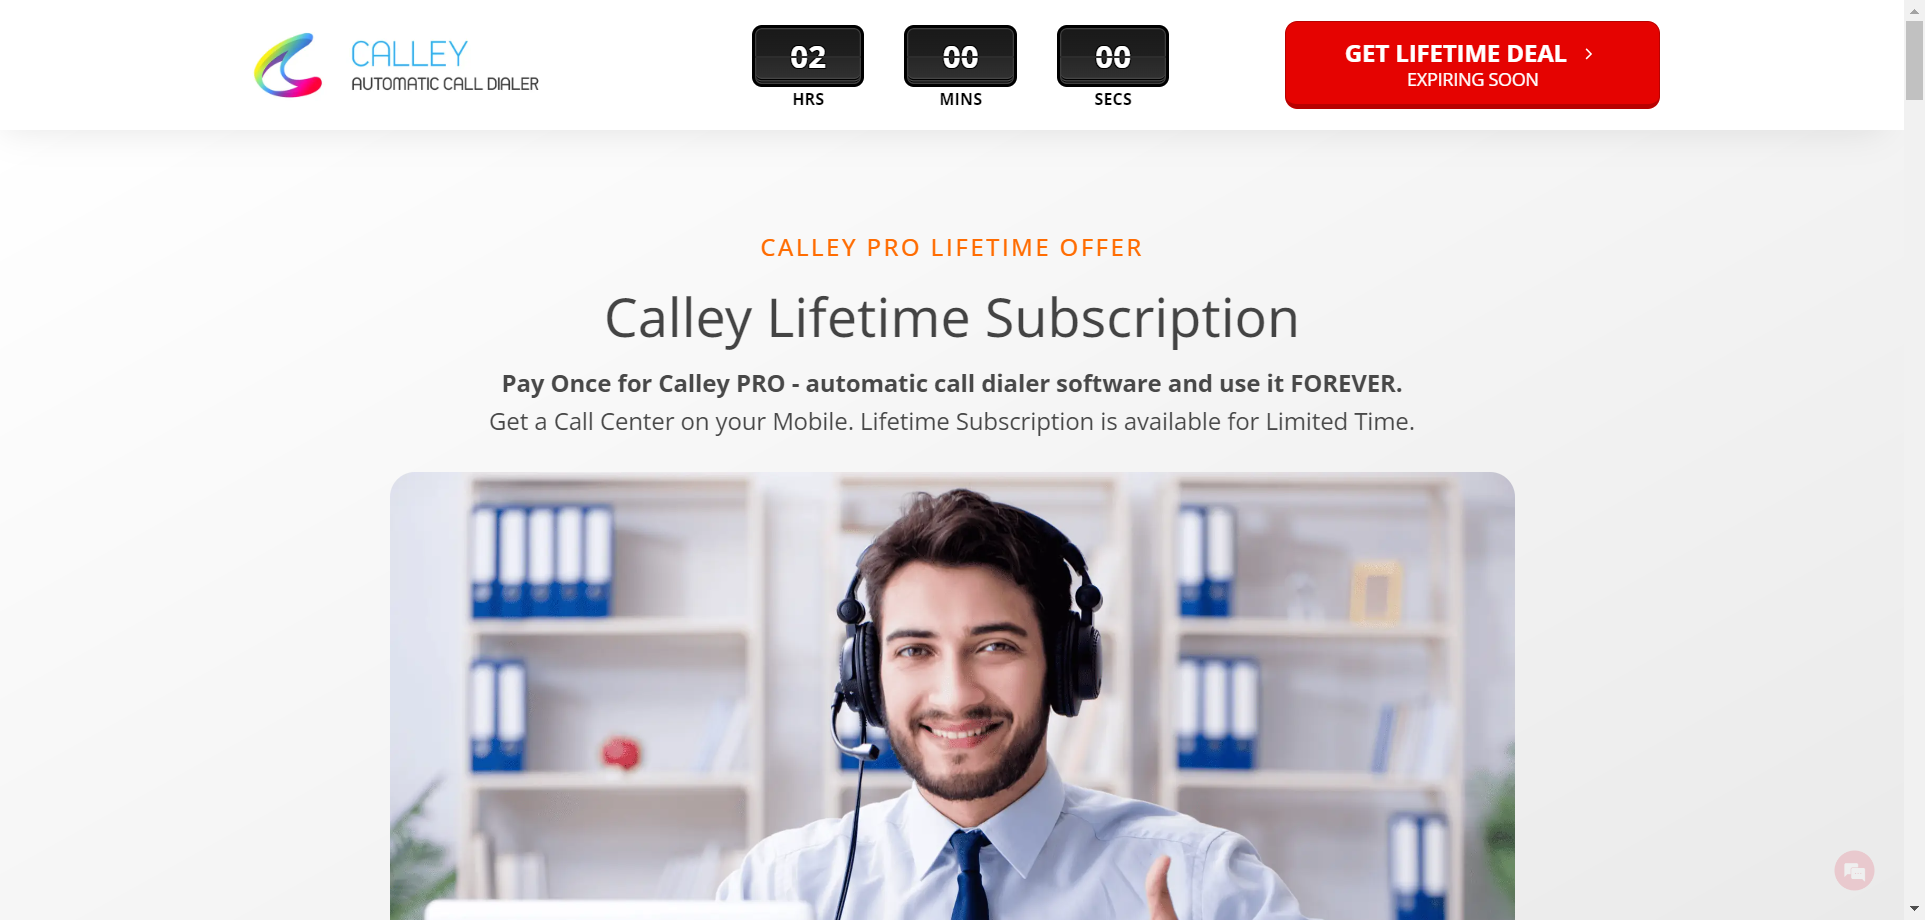 CALLEY
AUTOMATIC CALL DIALER
02
HRS
00
MINS
00
SECS
GET LIFETIME DEAL
EXPIRING SOON
CALLEY PRO LIFETIME OFFER
Calley Lifetime Subscription
Pay Once for Calley PRO - automatic call dialer software and use it FOREVER.
Get a Call Center on your Mobile. Lifetime Subscription is available for Limited Time.